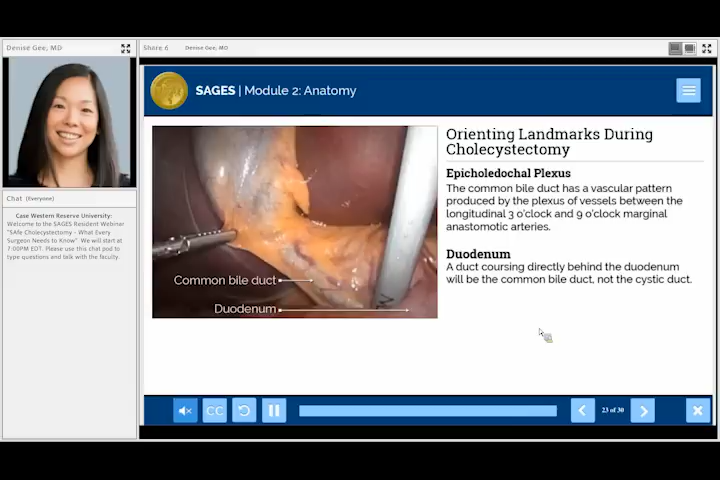 Denise Gee, MD
Share 6 Denise Gee, MD
SAGES | Module 2: Anatomy
Orienting Landmarks During
Cholecystectomy
Epicholedochal Plexus
The common bile duct has a vascular pattern
produced by the plexus of vessels between the
longitudinal 3 o'clock and 9 o'clock marginal
anastomotic arteries.
Duodenum
A duct coursing directly behind the duodenum
will be the common bile duct, not the cystic duct.
Common bile duct
Duodenum
Chat (Everyone)
Case Western Reserve University:
Welcome to the SAGES Resident Webinar
"SAfe Cholecystectomy - What Every
Surgeon Needs to Know". We will start at
7:00PM EDT. Please use this chat pod to
type questions and talk with the faculty.
CC
23 of 30